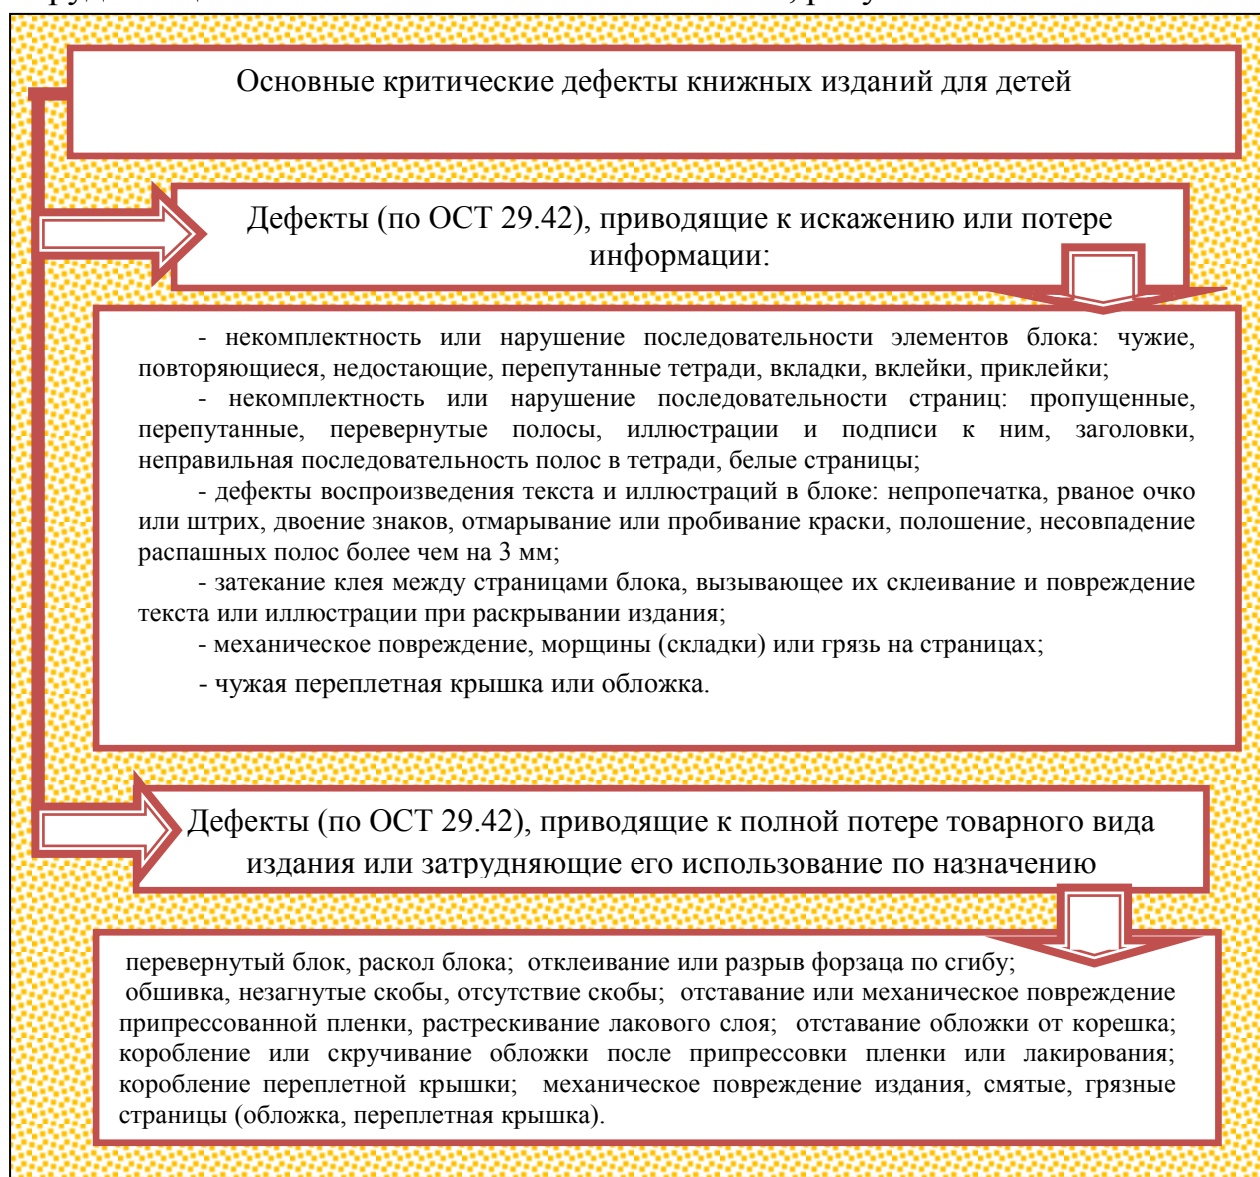 Основные критические дефекты книжных изданий для детей
Дефекты (по ОСТ 29.42), приводящие к искажению или потере
информации:
- некомплектность или нарушение последовательности элементов блока: чужие,
повторяющиеся, недостающие, перепутанные тетради, вкладки, вклейки, приклейки;
- некомплектность или нарушение последовательности страниц: пропущенные,
перепутанные, перевернутые полосы, иллюстрации и подписи к ним, заголовки,
неправильная последовательность полос в тетради, белые страницы;
- дефекты воспроизведения текста и иллюстраций в блоке: непропечатка, рваное очко
или штрих, двоение знаков, отмарывание или пробивание краски, полошение, несовпадение
распашных полос более чем на 3 мм;
- затекание клея между страницами блока, вызывающее их склеивание и повреждение
текста или иллюстрации при раскрывании издания;
- механическое повреждение, морщины (складки) или грязь на страницах;
- чужая переплетная крышка или обложка.
Дефекты (по ОСТ 29.42), приводящие к полной потере товарного вида
издания или затрудняющие его использование по назначению
перевернутый блок, раскол блока; отклеивание или разрыв форзаца по сгибу;
обшивка, незагнутые скобы, отсутствие скобы; отставание или механическое повреждение
припрессованной пленки, растрескивание лакового слоя; отставание обложки от корешка;
коробление или скручивание обложки после припрессовки пленки или лакирования;
коробление переплетной крышки; механическое повреждение издания, смятые, грязные
страницы (обложка, переплетная крышка).